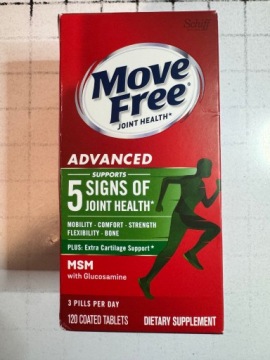 Schiff
Move
Free
JOINT HEALTH*
ADVANCED
SUPPORTS
5 SIGNS OF
JOINT HEALTH*
MOBILITY - COMFORT - STRENGTH
FLEXIBILITY - BONE
PLUS: Extra Cartilage Support*
MSM
with Glucosamine
3 PILLS PER DAY
120 COATED TABLETS DIETARY SUPPLEMENT